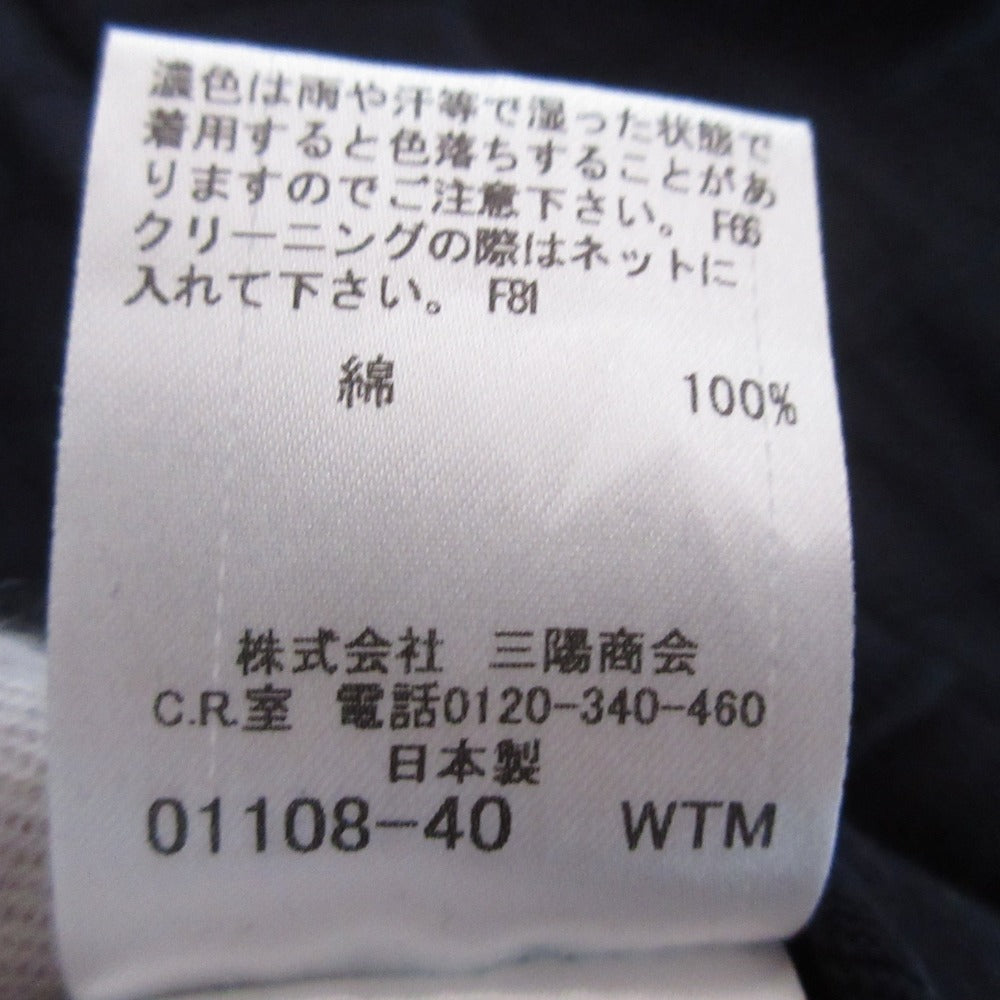 濃色は雨や汗等で湿った状態で
着用すると色落ちすることがあ
りますのでご注意下さい。 F66
クリーニングの際はネットに
入れて下さい。 F81
綿 100%
株式会社 三陽商会
C.R.室 電話0120-340-460
日本製
01108-40 WTM